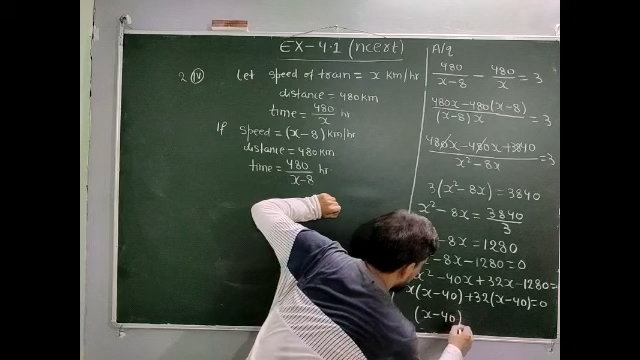 EX-4.1 (ncert)
2 (iv) Let speed of train = x km/hr
distance = 480 km
time = 480/x hr
If speed = (x-8) km/hr
distance = 480 km
time = 480/(x-8) hr
A/q
480/(x-8) - 480/x = 3
(480x-480(x-8))/((x-8)x) = 3
(480x-480x+3840)/(x²-8x) = 3
3(x²-8x) = 3840
x²-8x = 3840/3
-8x = 1280
-8x-1280=0
x²-40x+32x-1280=
x(x-40)+32(x-40)=0
(x-40)